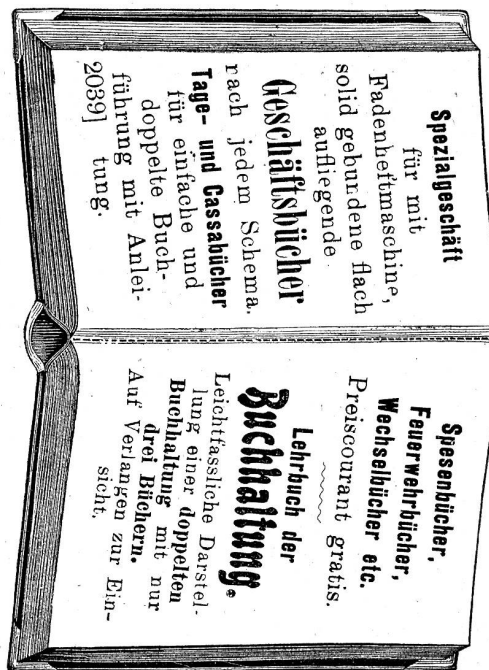 Spezialgeschäft
für mit
Fadenheftmaschine,
solid gebundene flach
aufliegende
Geschäftsbücher
rach jedem Schema.
Tage- und Cassabücher
für einfache und
doppelte Buch-
führung mit Anlei-
2039] tung.
Spesenbücher,
Feuerwehrbücher,
Wechselbücher etc.
Preiscourant gratis.
Lehrbuch der
Buchhaltung.
Leichtfassliche Darstel-
lung einer doppelten
Buchhaltung mit nur
drei Büchern.
Auf Verlangen zur Ein-
sicht.